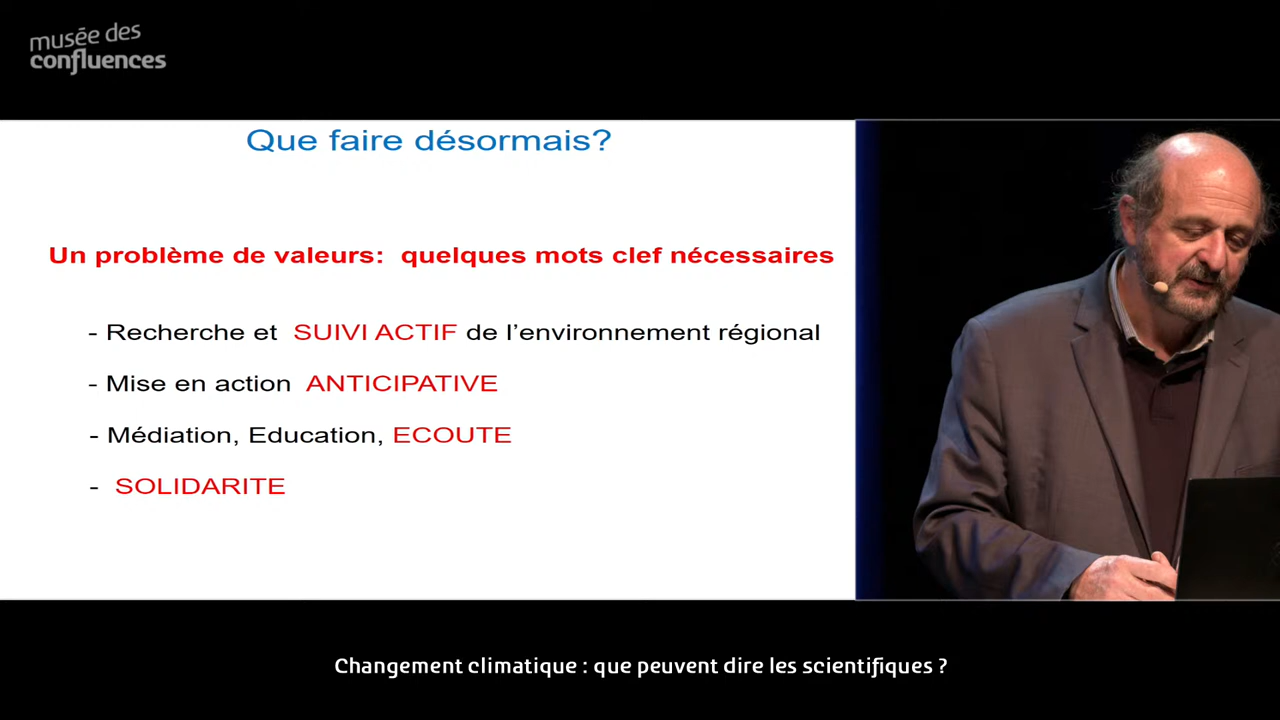 musée des
confluences
Que faire désormais?
Un problème de valeurs: quelques mots clef nécessaires
- Recherche et SUIVI ACTIF de l’environnement régional
- Mise en action ANTICIPATIVE
- Médiation, Education, ECOUTE
- SOLIDARITE
Changement climatique : que peuvent dire les scientifiques ?